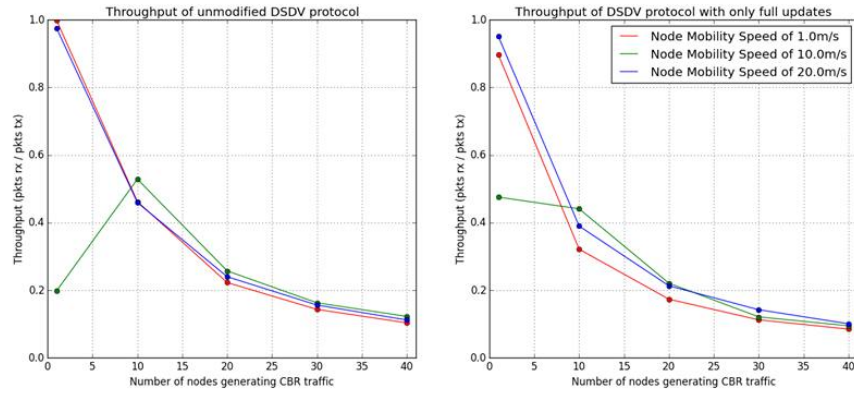 Throughput of unmodified DSDV protocol
1.0
0.8
0.6
0.4
0.2
0.0
Throughput (pkts rx / pkts tx)
0 5 10 15 20 25 30 35 40
Number of nodes generating CBR traffic
Throughput of DSDV protocol with only full updates
Node Mobility Speed of 1.0m/s
Node Mobility Speed of 10.0m/s
Node Mobility Speed of 20.0m/s
1.0
0.8
0.6
0.4
0.2
0.0
Throughput (pkts rx / pkts tx)
0 5 10 15 20 25 30 35 40
Number of nodes generating CBR traffic